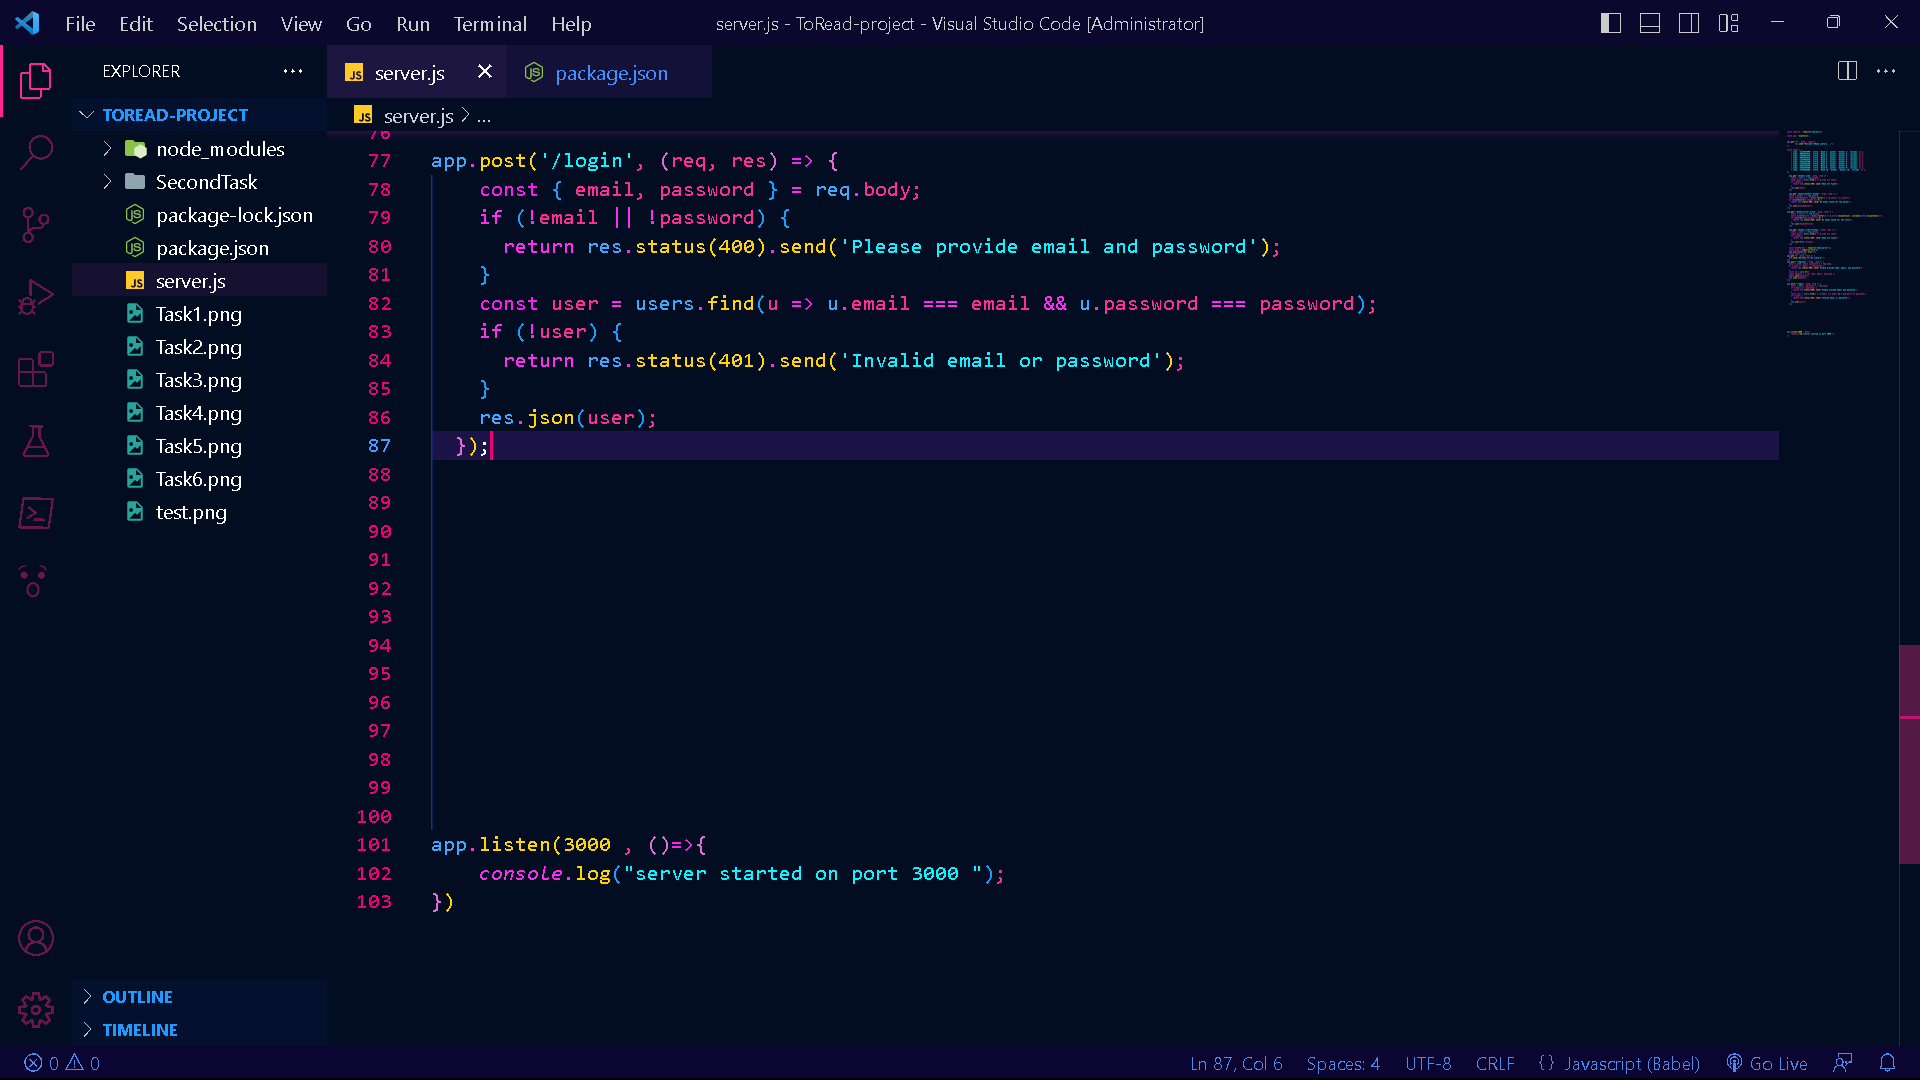 File Edit Selection View Go Run Terminal Help
server.js - ToRead-project - Visual Studio Code [Administrator]
EXPLORER
TOREAD-PROJECT
node_modules
SecondTask
package-lock.json
package.json
server.js
Task1.png
Task2.png
Task3.png
Task4.png
Task5.png
Task6.png
test.png
OUTLINE
TIMELINE
server.js
package.json
server.js > ...
76
77 app.post('/login', (req, res) => {
78     const { email, password } = req.body;
79     if (!email || !password) {
80       return res.status(400).send('Please provide email and password');
81     }
82     const user = users.find(u => u.email === email && u.password === password);
83     if (!user) {
84       return res.status(401).send('Invalid email or password');
85     }
86     res.json(user);
87   });
88
89
90
91
92
93
94
95
96
97
98
99
100
101 app.listen(3000 , ()=>{
102     console.log("server started on port 3000 ");
103 })
0 0
Ln 87, Col 6 Spaces: 4 UTF-8 CRLF {} Javascript (Babel) Go Live